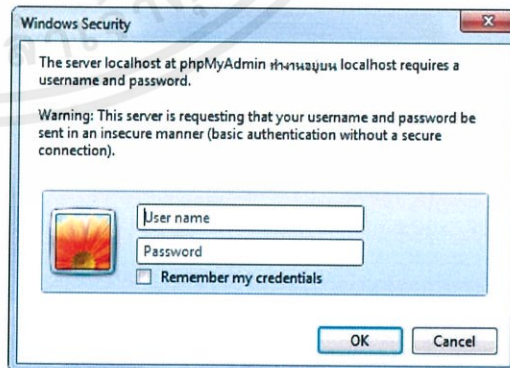 Windows Security
The server localhost at phpMyAdmin ทำงานอยู่บน localhost requires a
username and password.
Warning: This server is requesting that your username and password be
sent in an insecure manner (basic authentication without a secure
connection).
User name
Password
Remember my credentials
OK
Cancel